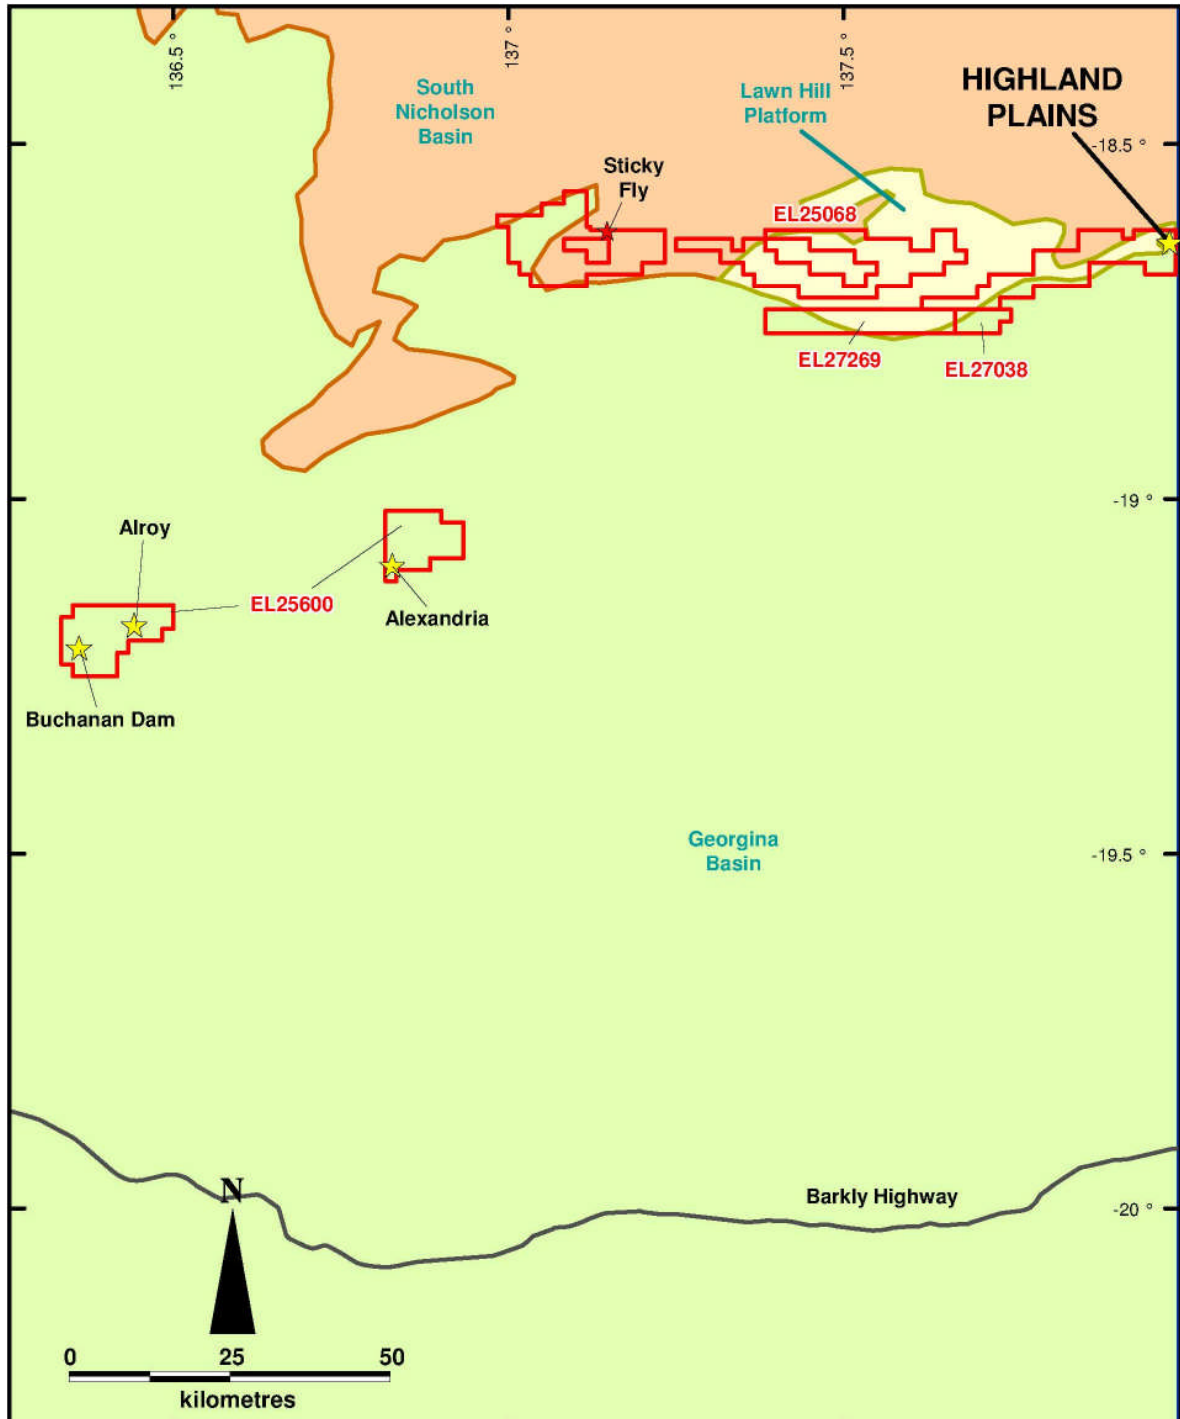 136.5 °
137 °
137.5 °
South
Nicholson
Basin
Lawn Hill
Platform
HIGHLAND
PLAINS
-18.5 °
Sticky
Fly
EL25068
EL27269
EL27038
-19 °
Alroy
EL25600
Alexandria
Buchanan Dam
Georgina
Basin
-19.5 °
N
Barkly Highway
-20 °
0 25 50
kilometres